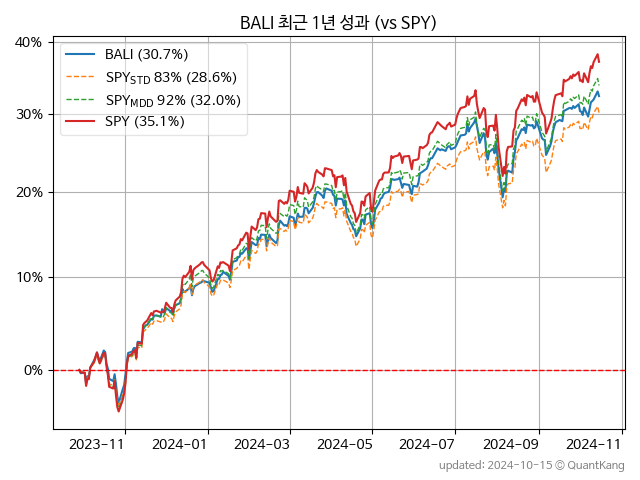 BALI 최근 1년 성과 (vs SPY)
BALI (30.7%)
SPY_STD 83% (28.6%)
SPY_MDD 92% (32.0%)
SPY (35.1%)
40%
30%
20%
10%
0%
2023-11 2024-01 2024-03 2024-05 2024-07 2024-09 2024-11
updated: 2024-10-15 © QuantKang